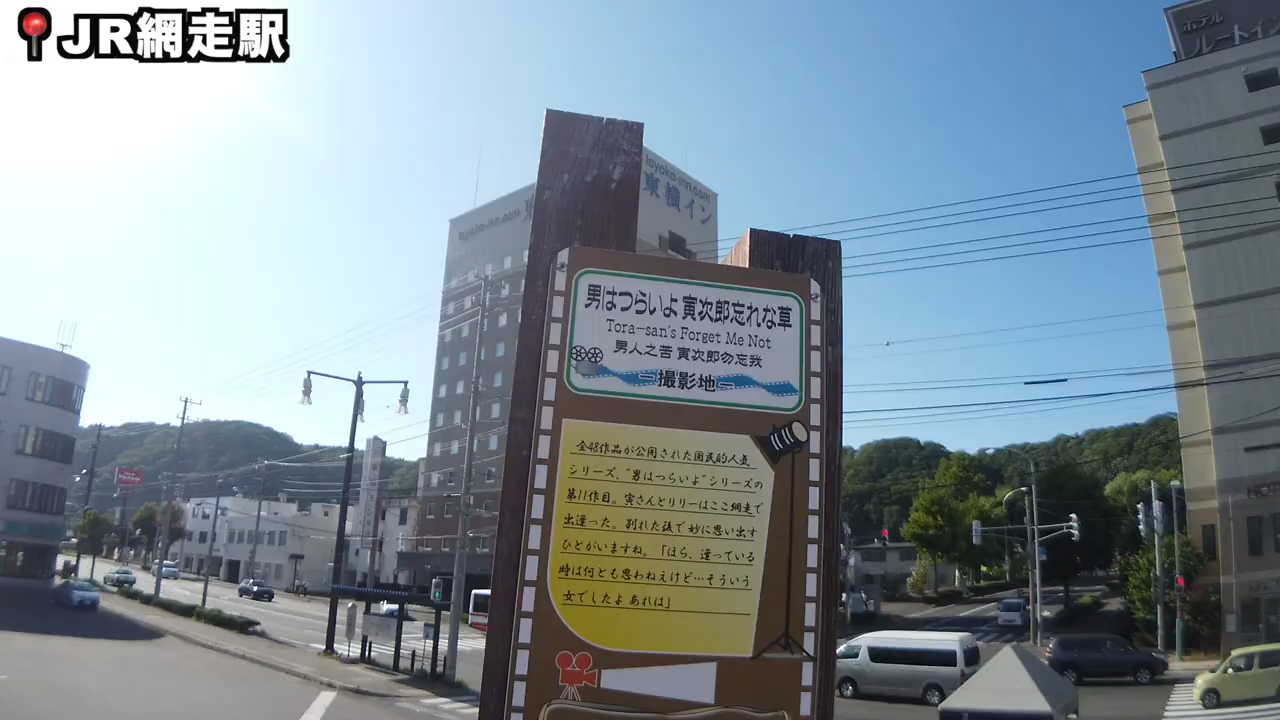 JR網走駅
ホテル
ルートイン
toyoko-inn.com
東横イン
toyoko-inn.com
男はつらいよ 寅次郎忘れな草
Tora-san's Forget Me Not
男人之苦 寅次郎勿忘我
撮影地
全48作品が公開された国民的人気
シリーズ、"男はつらいよ"シリーズの
第11作目。寅さんとリリーはここ網走で
出逢った。別れた後で妙に思い出す
ひとがいますね。「ほら、逢っている
時は何とも思わねえけど…そういう
女でしたよ あれは」